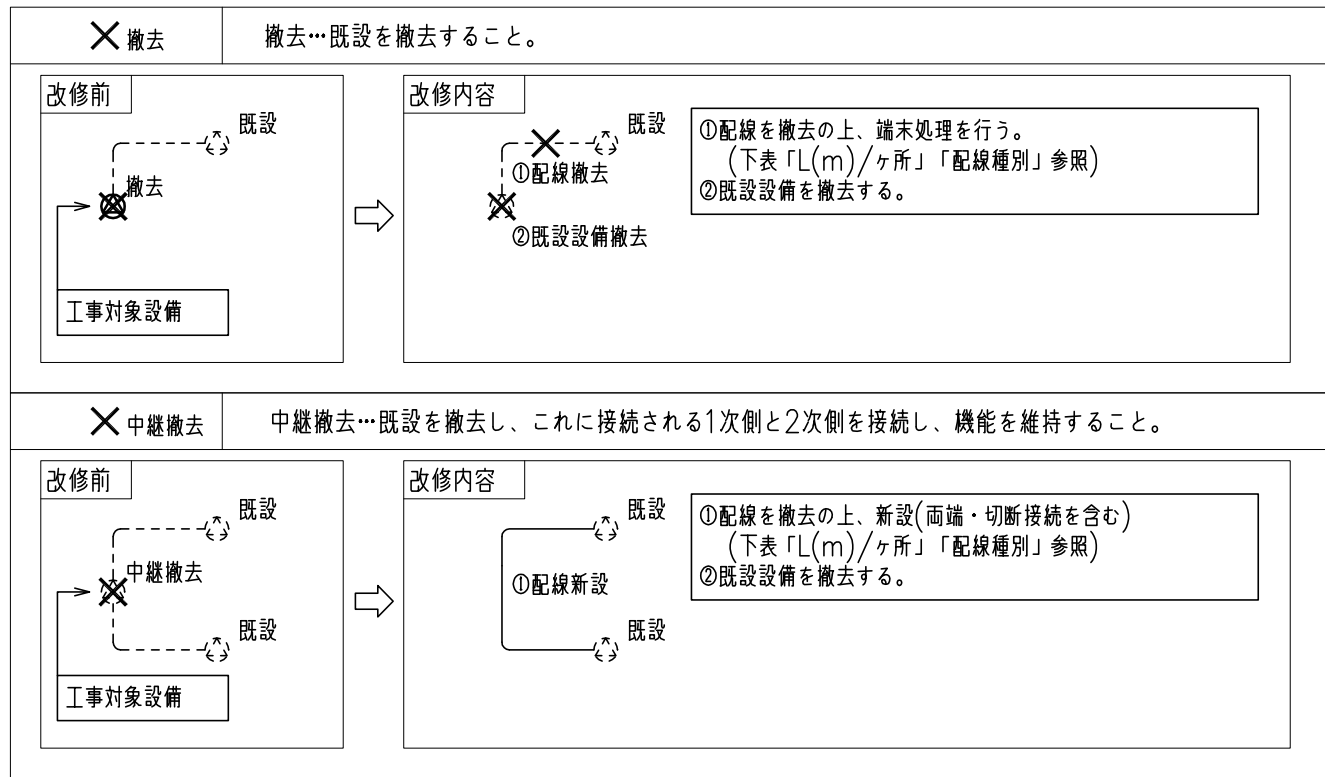 撤去
撤去…既設を撤去すること。
改修前
既設
撤去
工事対象設備
改修内容
既設
①配線撤去
②既設設備撤去
①配線を撤去の上、端末処理を行う。
(下表「L(m)/ヶ所」「配線種別」参照)
②既設設備を撤去する。
中継撤去
中継撤去…既設を撤去し、これに接続される1次側と2次側を接続し、機能を維持すること。
改修前
既設
中継撤去
既設
工事対象設備
改修内容
既設
①配線新設
既設
①配線を撤去の上、新設(両端・切断接続を含む)
(下表「L(m)/ヶ所」「配線種別」参照)
②既設設備を撤去する。